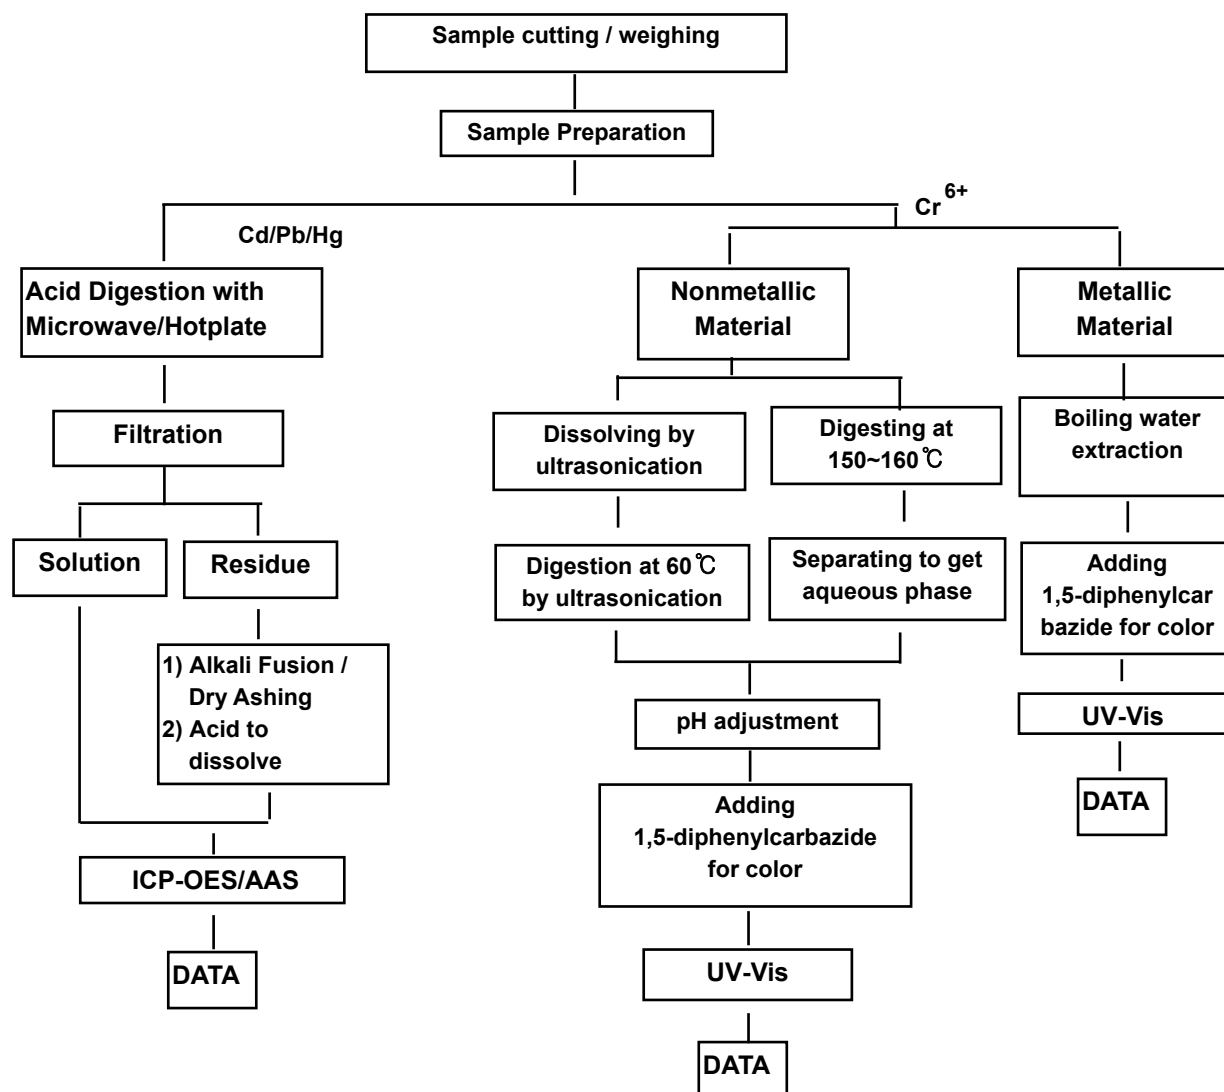 Sample cutting / weighing
Sample Preparation
Cr 6+
Cd/Pb/Hg
Acid Digestion with
Microwave/Hotplate
Nonmetallic
Material
Metallic
Material
Filtration
Dissolving by
ultrasonication
Digesting at
150~160℃
Boiling water
extraction
Solution
Residue
Digestion at 60℃
by ultrasonication
Separating to get
aqueous phase
Adding
1,5-diphenylcar
bazide for color
1) Alkali Fusion /
Dry Ashing
2) Acid to
dissolve
pH adjustment
UV-Vis
DATA
Adding
1,5-diphenylcarbazide
for color
ICP-OES/AAS
DATA
UV-Vis
DATA